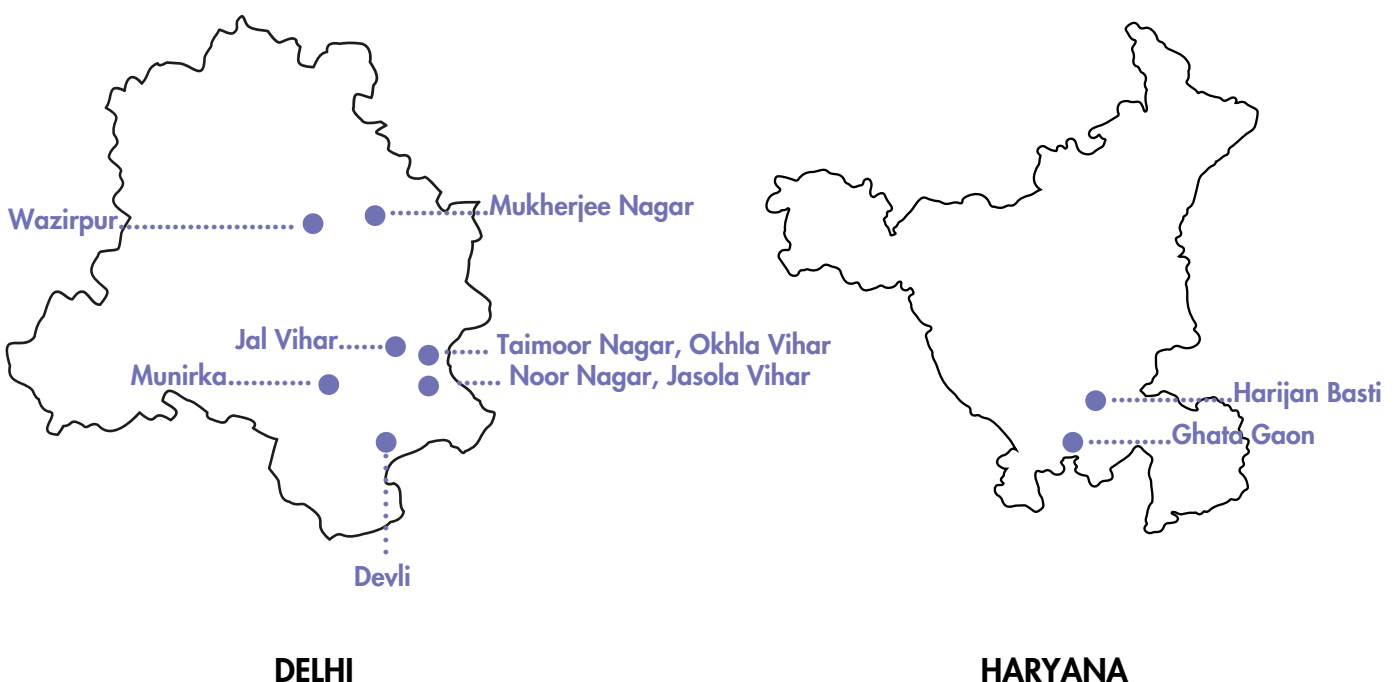 Wazirpur
Mukherjee Nagar
Jal Vihar
Taimoor Nagar, Okhla Vihar
Munirka
Noor Nagar, Jasola Vihar
Devli
DELHI
Harijan Basti
Ghata Gaon
HARYANA